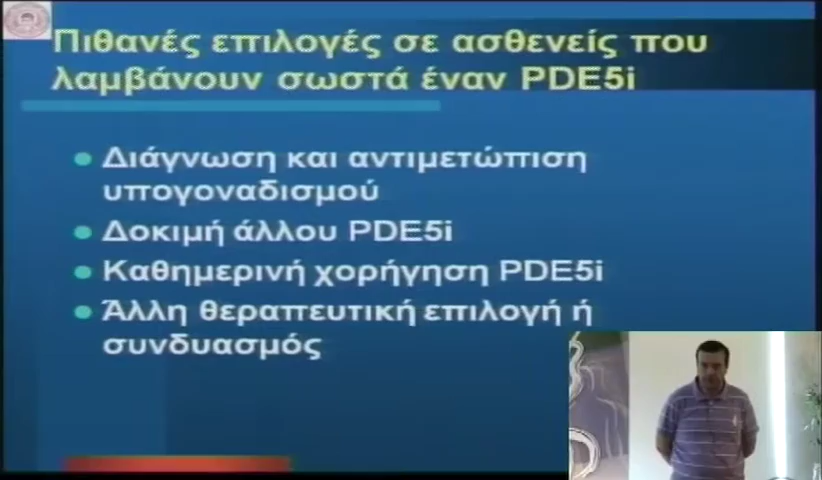 Πιθανές επιλογές σε ασθενείς που
λαμβάνουν σωστά έναν PDE5i
Διάγνωση και αντιμετώπιση
υπογοναδισμού
Δοκιμή άλλου PDE5i
Καθημερινή χορήγηση PDE5i
Άλλη θεραπευτική επιλογή ή
συνδυασμός